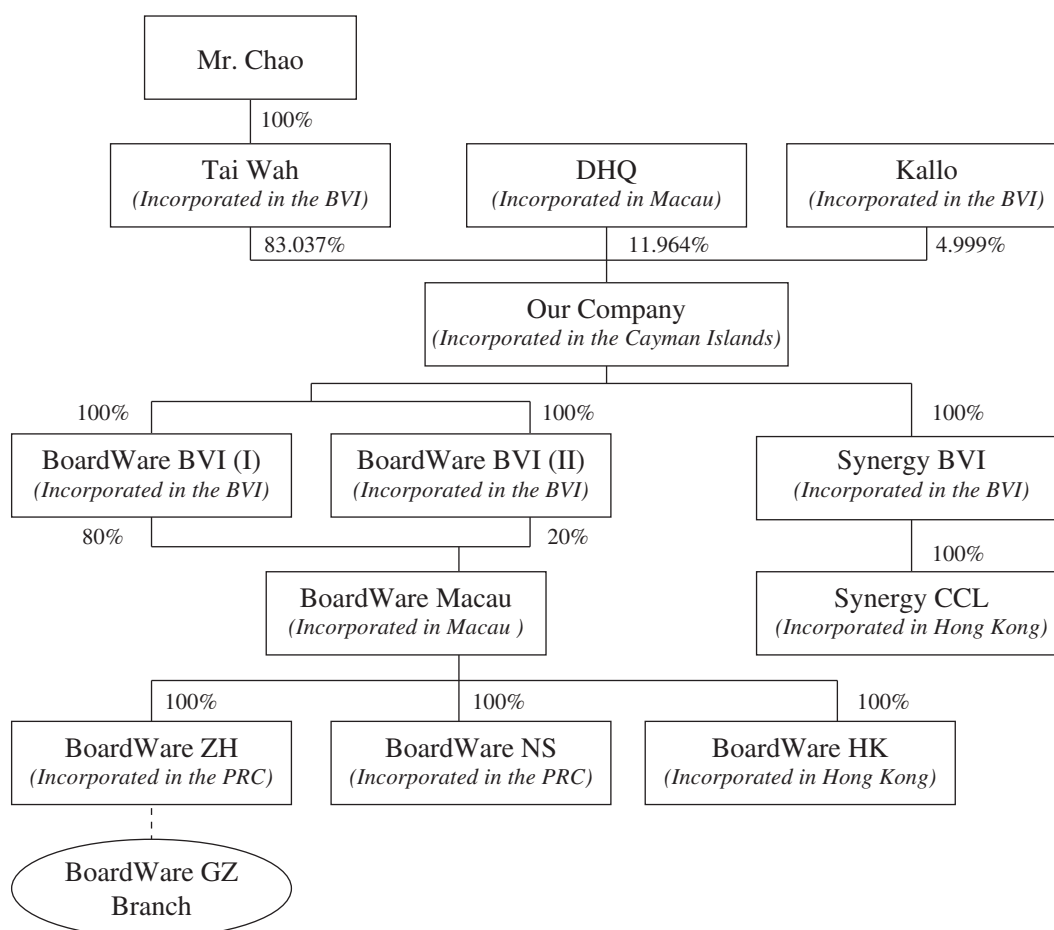 Mr. Chao
100%
Tai Wah
(Incorporated in the BVI)
DHQ
(Incorporated in Macau)
Kallo
(Incorporated in the BVI)
83.037%
11.964%
4.999%
Our Company
(Incorporated in the Cayman Islands)
100%
100%
100%
BoardWare BVI (I)
(Incorporated in the BVI)
BoardWare BVI (II)
(Incorporated in the BVI)
Synergy BVI
(Incorporated in the BVI)
80%
20%
100%
BoardWare Macau
(Incorporated in Macau )
Synergy CCL
(Incorporated in Hong Kong)
100%
100%
100%
BoardWare ZH
(Incorporated in the PRC)
BoardWare NS
(Incorporated in the PRC)
BoardWare HK
(Incorporated in Hong Kong)
BoardWare GZ
Branch